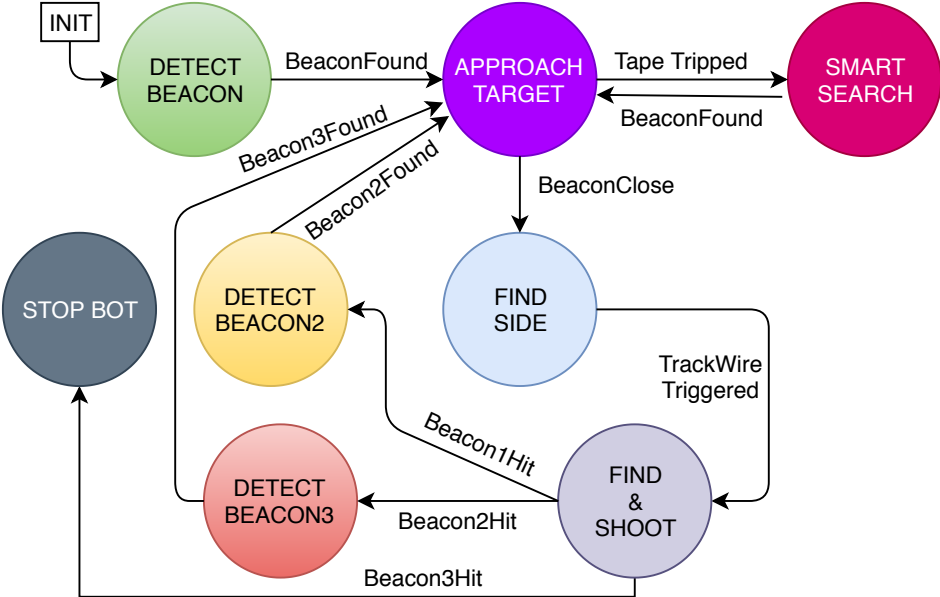 INIT
DETECT
BEACON
BeaconFound
APPROACH
TARGET
Tape Tripped
BeaconFound
SMART
SEARCH
Beacon3Found
Beacon2Found
BeaconClose
STOP BOT
DETECT
BEACON2
FIND
SIDE
TrackWire
Triggered
Beacon1Hit
DETECT
BEACON3
Beacon2Hit
FIND
&
SHOOT
Beacon3Hit